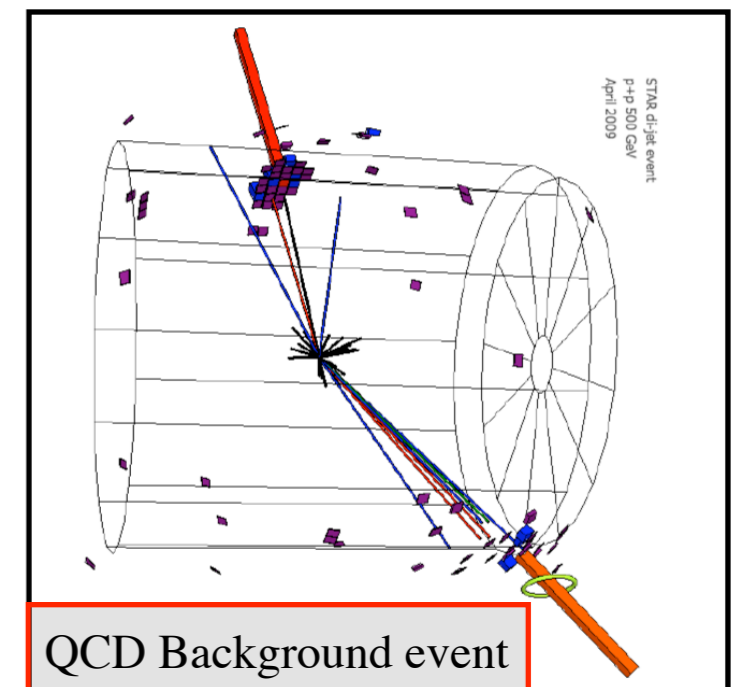 STAR di-jet event
p+p 500 GeV
April 2009
QCD Background event